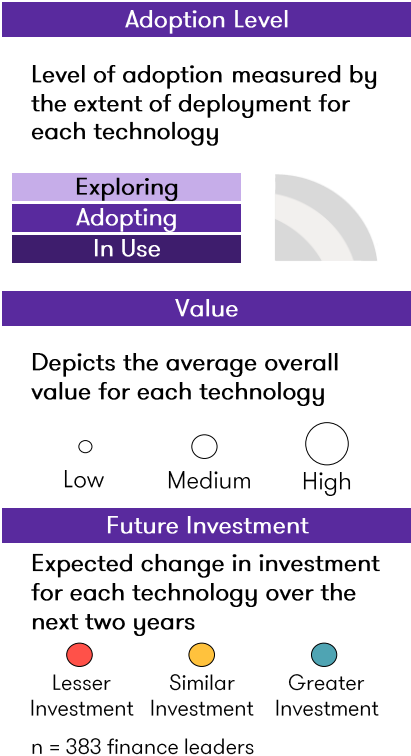 Adoption Level
Level of adoption measured by
the extent of deployment for
each technology
Exploring
Adopting
In Use
Value
Depicts the average overall
value for each technology
Low
Medium
High
Future Investment
Expected change in investment
for each technology over the
next two years
Lesser
Investment
Similar
Investment
Greater
Investment
n = 383 finance leaders